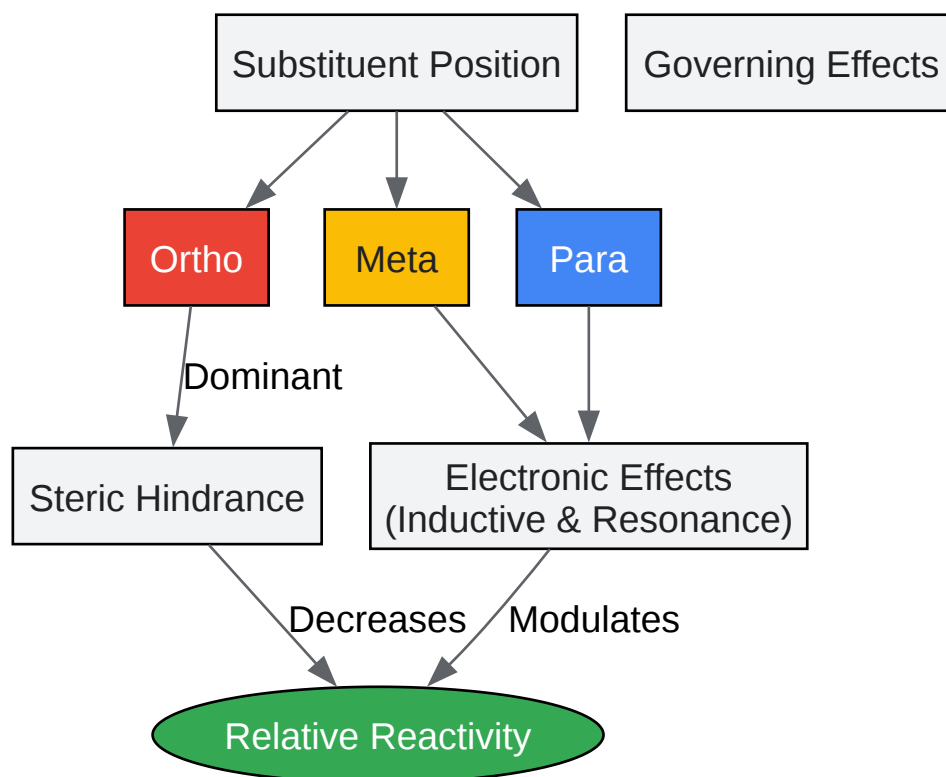 Substituent Position
Governing Effects
Ortho
Meta
Para
Dominant
Steric Hindrance
Electronic Effects
(Inductive & Resonance)
Decreases
Modulates
Relative Reactivity